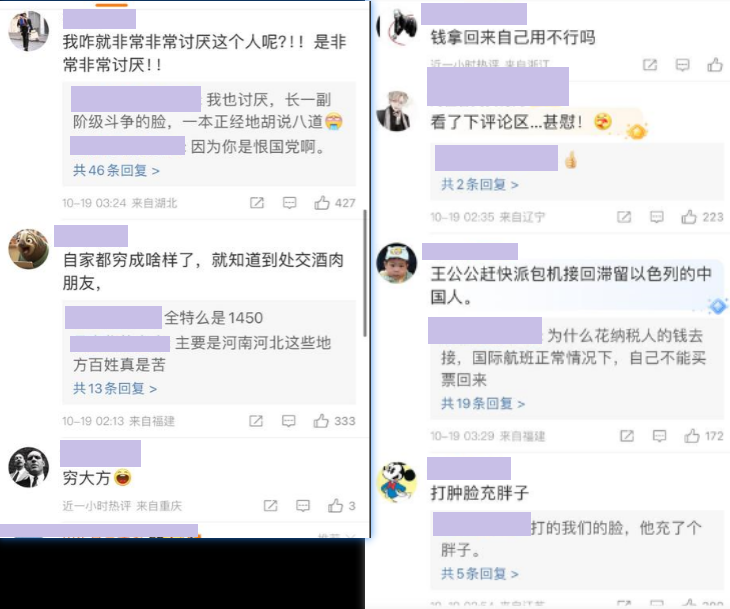 我咋就非常非常讨厌这个人呢?!! 是非
常非常讨厌!!
: 我也讨厌，长一副
阶级斗争的脸，一本正经地胡说八道
: 因为你是恨国党啊。
共46条回复 >
10-19 03:24 来自湖北
427
自家都穷成啥样了，就知道到处交酒肉
朋友,
全特么是1450
主要是河南河北这些地
方百姓真是苦
共13条回复 >
10-19 02:13 来自福建
333
穷大方
近一小时热评 来自重庆
3
钱拿回来自己用不行吗
近一小时热评 来自浙江
看了下评论区...甚慰!
共2条回复 >
10-19 02:35 来自辽宁
223
王公公赶快派包机接回滞留以色列的中
国人。
: 为什么花纳税人的钱去
接，国际航班正常情况下，自己不能买
票回来
共19条回复 >
10-19 03:29 来自福建
172
打肿脸充胖子
打的我们的脸，他充了个
胖子。
共5条回复 >